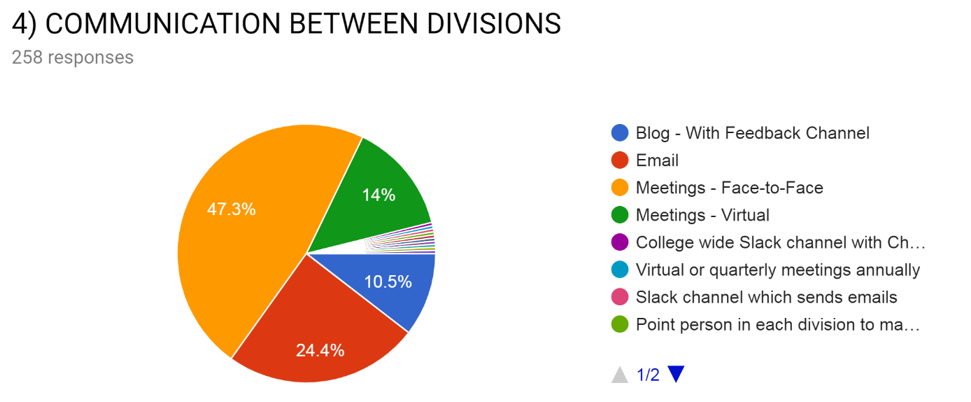 4) COMMUNICATION BETWEEN DIVISIONS
258 responses
47.3%
14%
10.5%
24.4%
Blog - With Feedback Channel
Email
Meetings - Face-to-Face
Meetings - Virtual
College wide Slack channel with Ch…
Virtual or quarterly meetings annually
Slack channel which sends emails
Point person in each division to ma…
1/2